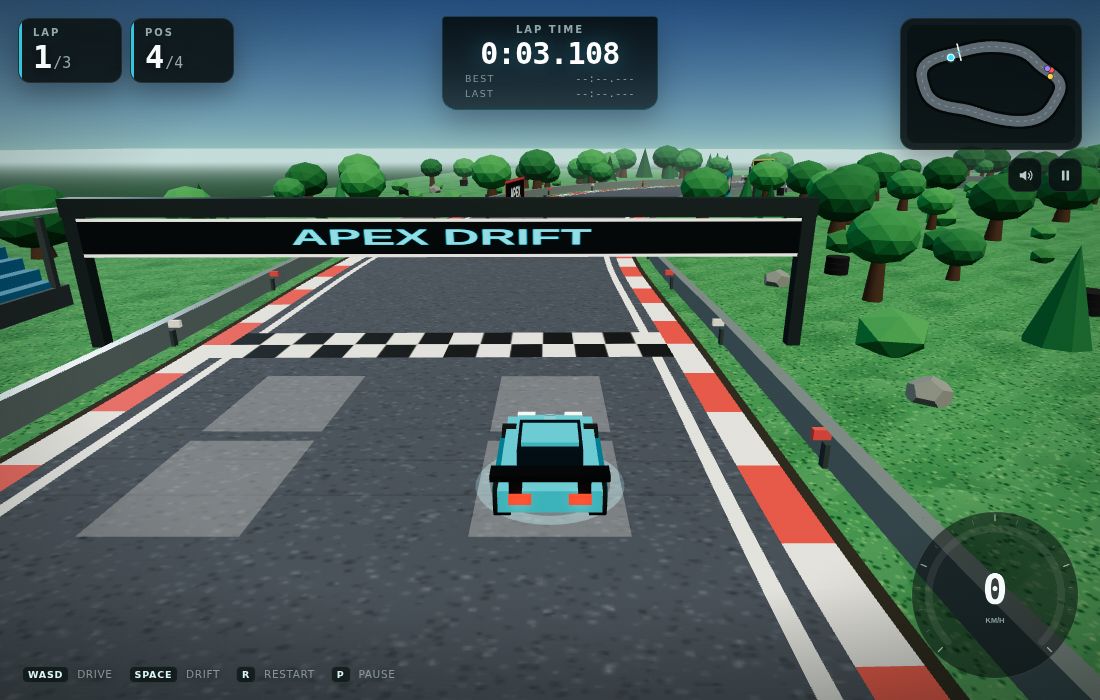 LAP
1/3
POS
4/4
LAP TIME
0:03.108
BEST --:--.---
LAST --:--.---
APEX
APEX DRIFT
0
KM/H
WASD DRIVE SPACE DRIFT R RESTART P PAUSE